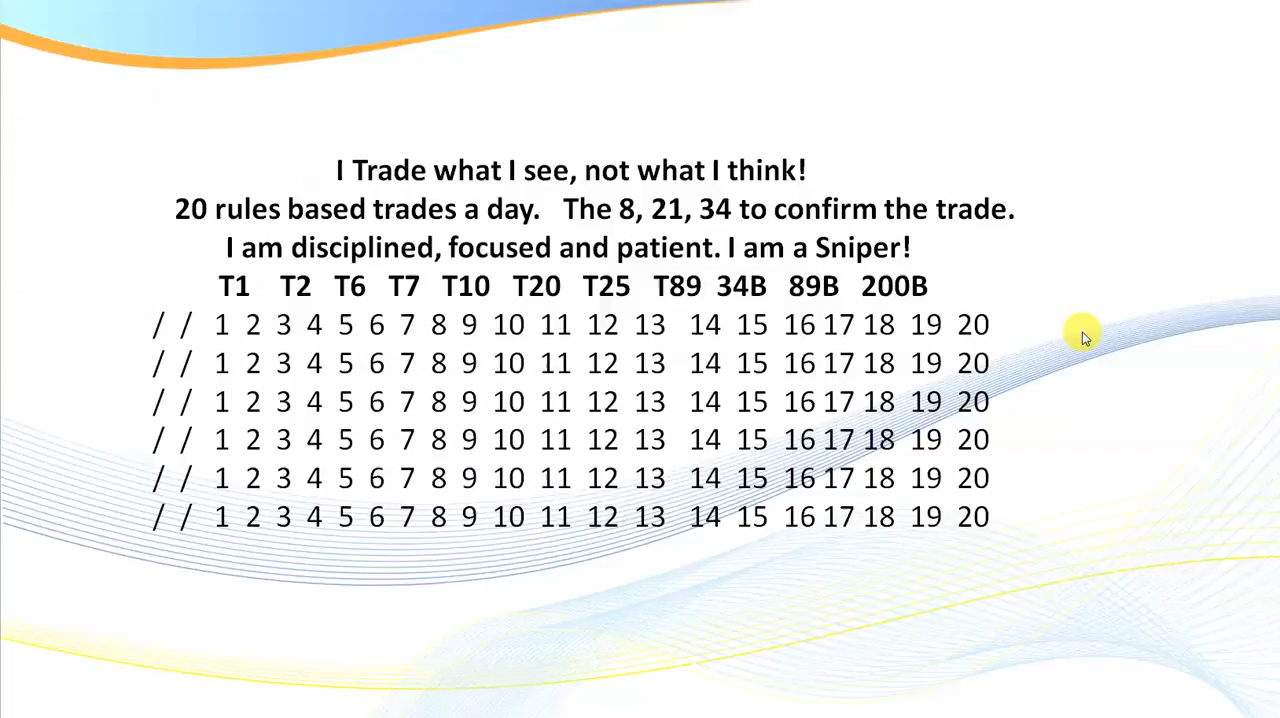 I Trade what I see, not what I think!
20 rules based trades a day. The 8, 21, 34 to confirm the trade.
I am disciplined, focused and patient. I am a Sniper!
T1 T2 T6 T7 T10 T20 T25 T89 34B 89B 200B
/ / 1 2 3 4 5 6 7 8 9 10 11 12 13 14 15 16 17 18 19 20
/ / 1 2 3 4 5 6 7 8 9 10 11 12 13 14 15 16 17 18 19 20
/ / 1 2 3 4 5 6 7 8 9 10 11 12 13 14 15 16 17 18 19 20
/ / 1 2 3 4 5 6 7 8 9 10 11 12 13 14 15 16 17 18 19 20
/ / 1 2 3 4 5 6 7 8 9 10 11 12 13 14 15 16 17 18 19 20
/ / 1 2 3 4 5 6 7 8 9 10 11 12 13 14 15 16 17 18 19 20